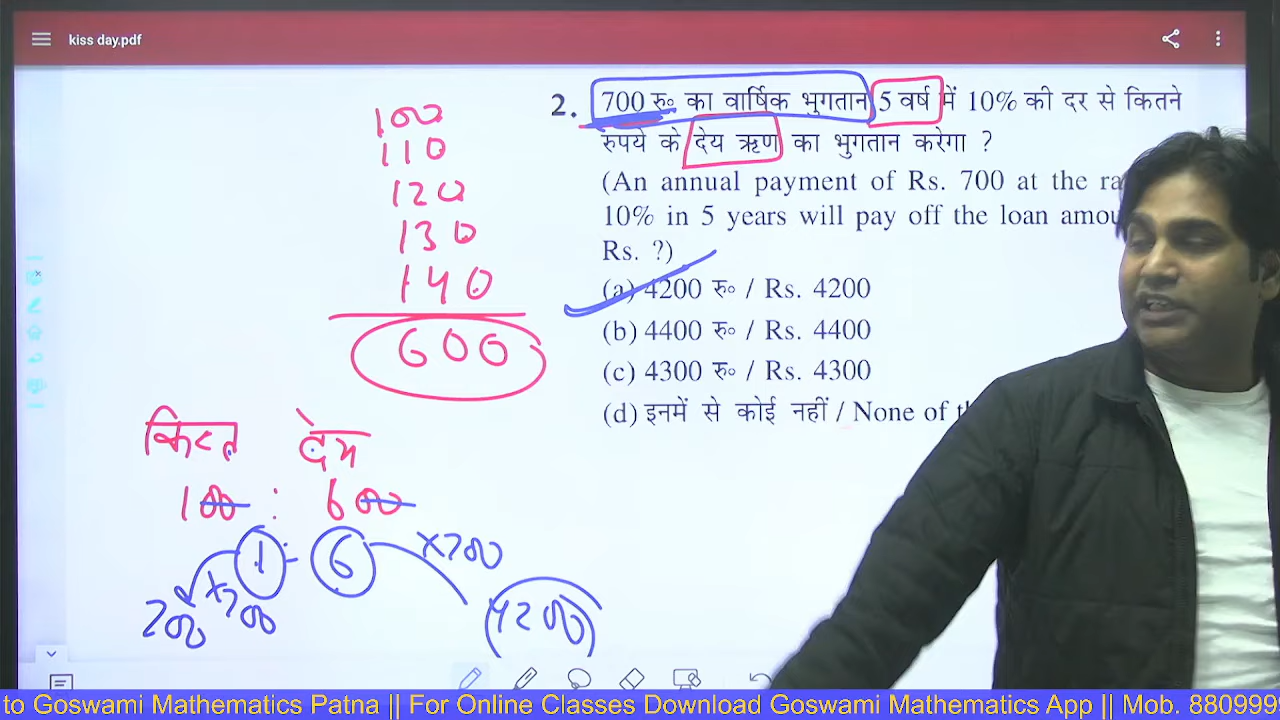 kiss day.pdf
2. 700 रु० का वार्षिक भुगतान 5 वर्ष में 10% की दर से कितने
रुपये के देय ऋण का भुगतान करेगा ?
(An annual payment of Rs. 700 at the
10% in 5 years will pay off the loan
Rs. ?)
(a) 4200 रु० / Rs. 4200
(b) 4400 रु० / Rs. 4400
(c) 4300 रु० / Rs. 4300
(d) इनमें से कोई नहीं / None of
100
110
120
130
140
600
किस्त देय
100 : 600
1 : 6
×700 ×700
700 4200
to Goswami Mathematics Patna || For Online Classes Download Goswami Mathematics App || Mob. 880999